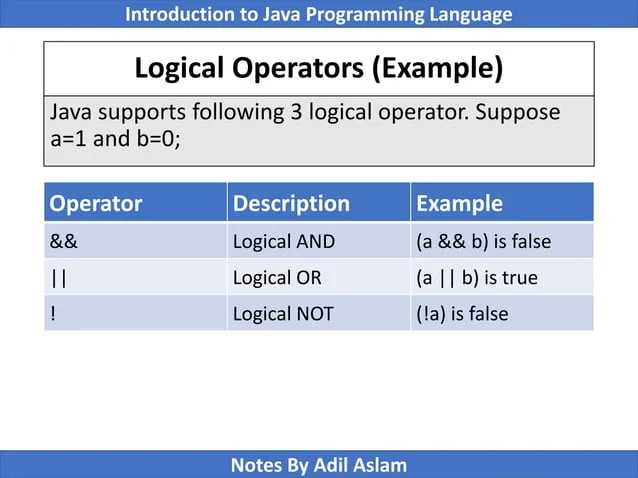 Introduction to Java Programming Language
Logical Operators (Example)
Java supports following 3 logical operator. Suppose
a=1 and b=0;
Operator Description Example
&& Logical AND (a && b) is false
|| Logical OR (a || b) is true
! Logical NOT (!a) is false
Notes By Adil Aslam